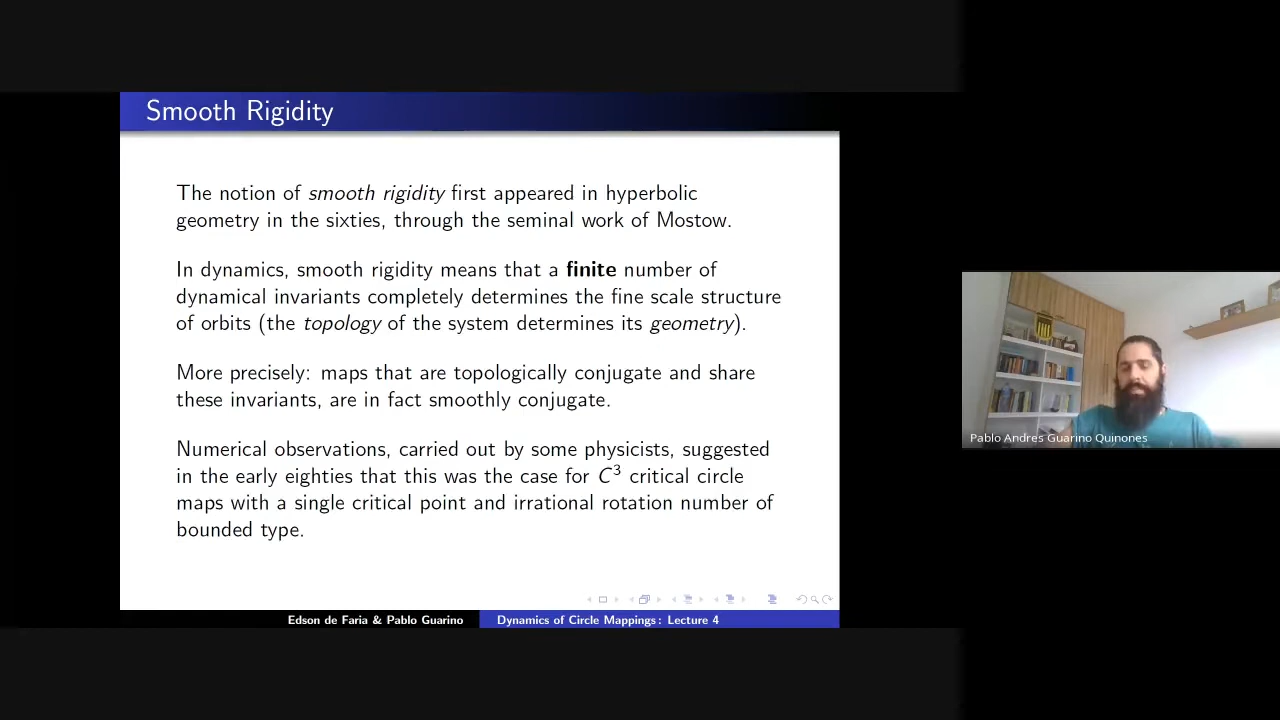 Smooth Rigidity
The notion of smooth rigidity first appeared in hyperbolic
geometry in the sixties, through the seminal work of Mostow.
In dynamics, smooth rigidity means that a finite number of
dynamical invariants completely determines the fine scale structure
of orbits (the topology of the system determines its geometry).
More precisely: maps that are topologically conjugate and share
these invariants, are in fact smoothly conjugate.
Numerical observations, carried out by some physicists, suggested
in the early eighties that this was the case for C³ critical circle
maps with a single critical point and irrational rotation number of
bounded type.
Edson de Faria & Pablo Guarino
Dynamics of Circle Mappings: Lecture 4
Pablo Andres Guarino Quinones